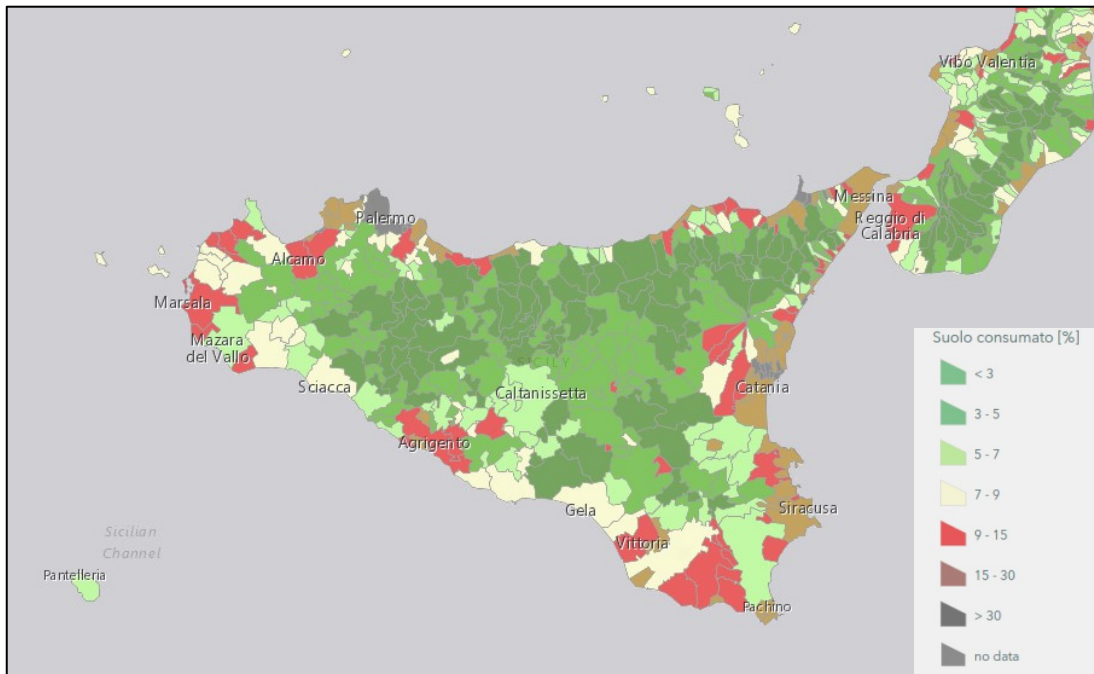 Vibo Valentia
Messina
Reggio di
Calabria
Palermo
Alcamo
Marsala
Mazara
del Vallo
Sciacca
SICILY
Caltanissetta
Catania
Agrigento
Gela
Siracusa
Vittoria
Pachino
Sicilian
Channel
Pantelleria
Suolo consumato [%]
< 3
3 - 5
5 - 7
7 - 9
9 - 15
15 - 30
> 30
no data